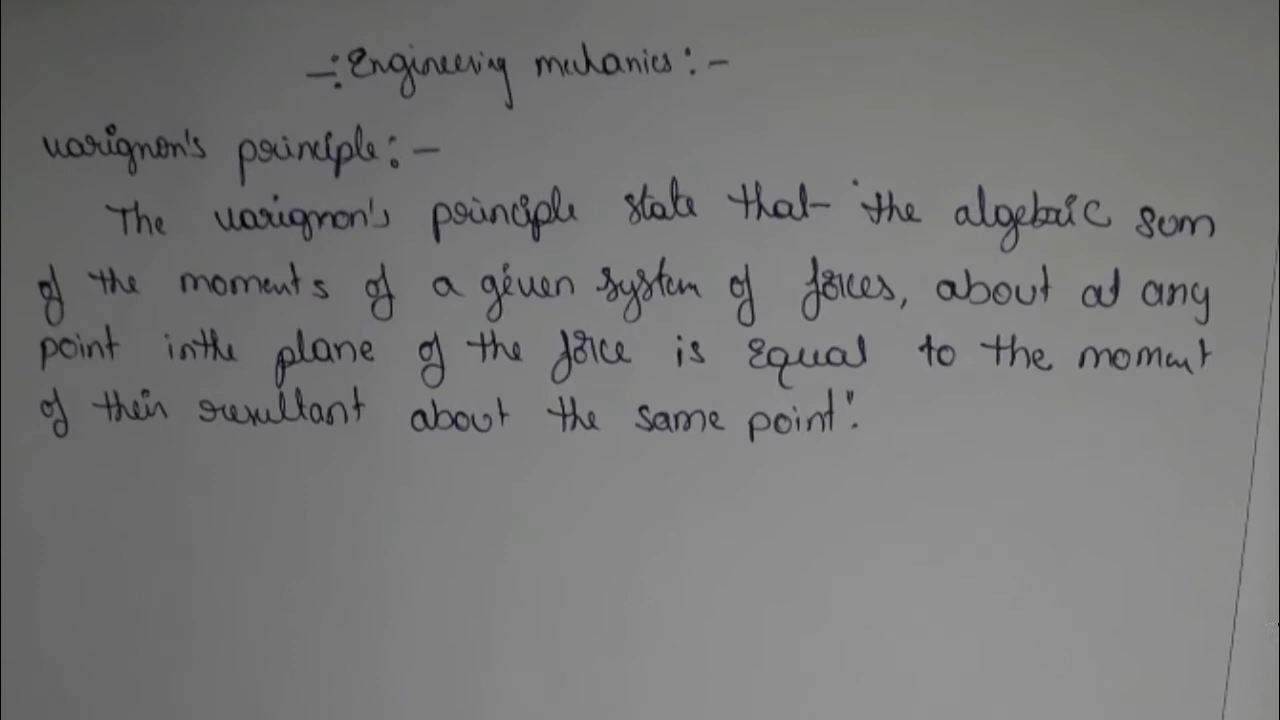 -: Engineering mechanics :-
varignon's principle :-
The varignon's principle state that "the algebraic sum
of the moments of a given system of forces, about at any
point in the plane of the force is equal to the moment
of their resultant about the same point".